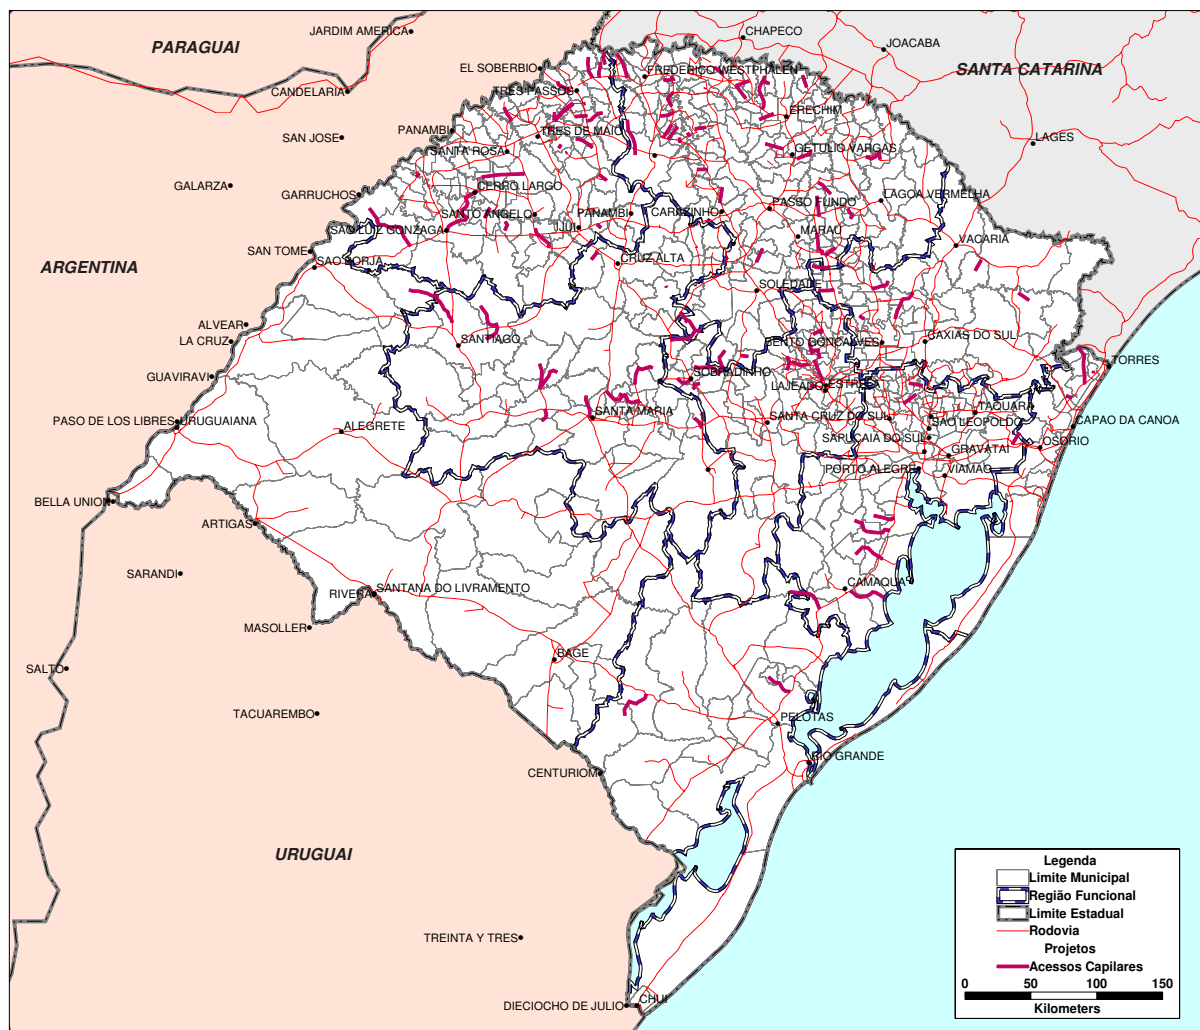 PARAGUAI
JARDIM AMERICA
CHAPECO
JOACABA
SANTA CATARINA
EL SOBERBIO
FREDERICO WESTPHALEN
CANDELARIA
TRES PASSOS
ERECHIM
SAN JOSE
PANAMBI
TRES DE MAIO
LAGES
SANTA ROSA
GETULIO VARGAS
GALARZA
GARRUCHOS
CERRO LARGO
LAGOA VERMELHA
SANTO ANGELO
PANAMBI
CARAZINHO
PASSO FUNDO
SAO LUIZ GONZAGA
IJUI
MARAU
VACARIA
SAN TOME
SAO BORJA
CRUZ ALTA
ARGENTINA
SOLEDADE
ALVEAR
LA CRUZ
SANTIAGO
BENTO GONCALVES
CAXIAS DO SUL
TORRES
GUAVIRAVI
SOBRADINHO
LAJEADO
ESTRELA
TAQUARA
PASO DE LOS LIBRES
URUGUAIANA
ALEGRETE
SANTA MARIA
SANTA CRUZ DO SUL
SAO LEOPOLDO
CAPAO DA CANOA
SAPUCAIA DO SUL
OSORIO
GRAVATAI
PORTO ALEGRE
VIAMAO
BELLA UNION
ARTIGAS
SARANDI
RIVERA
SANTANA DO LIVRAMENTO
CAMAQUA
MASOLLER
SALTO
BAGE
TACUAREMBO
PELOTAS
RIO GRANDE
CENTURIOM
URUGUAI
TREINTA Y TRES
DIECIOCHO DE JULIO
CHUI
Legenda
Limite Municipal
Região Funcional
Limite Estadual
Rodovia
Projetos
Acessos Capilares
0 50 100 150
Kilometers